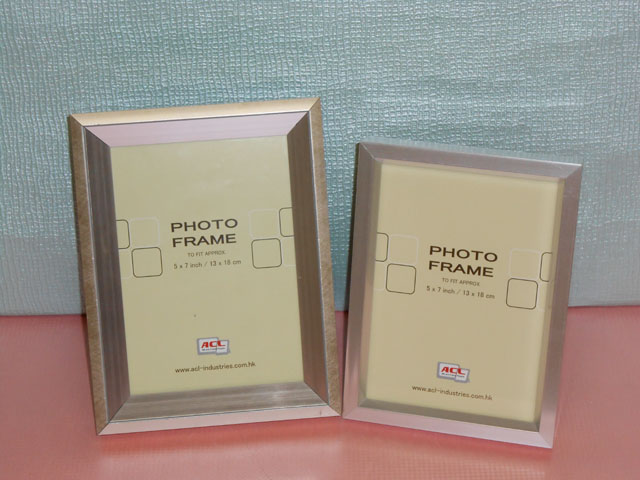 PHOTO
FRAME
TO FIT APPROX.
5 x 7 inch / 13 x 18 cm
ACL
www.acl-industries.com.hk
PHOTO
FRAME
TO FIT APPROX.
5 x 7 inch / 13 x 18 cm
ACL
www.acl-industries.com.hk